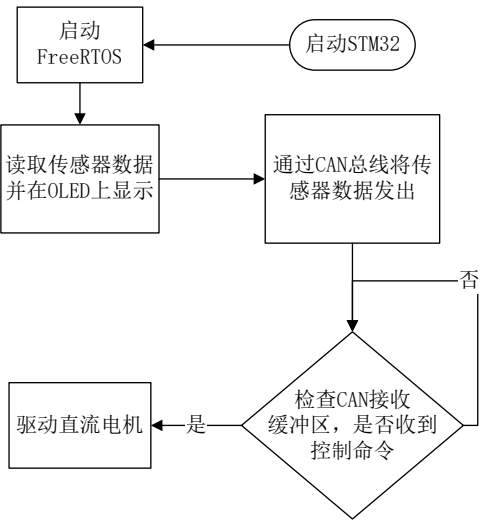 启动
FreeRTOS
启动STM32
读取传感器数据
并在OLED上显示
通过CAN总线将传
感器数据发出
否
检查CAN接收
缓冲区，是否收到
控制命令
是
驱动直流电机